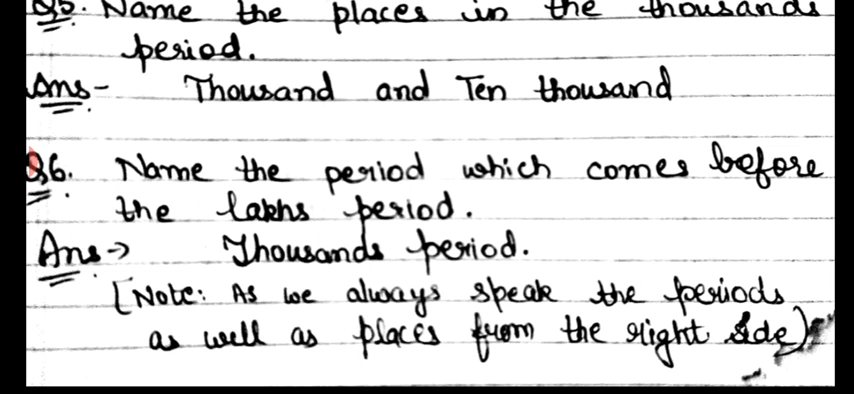 Q5. Name the places in the thousands
period.
Ans- Thousand and Ten thousand
Q6. Name the period which comes before
the lakhs period.
Ans-> Thousands period.
[Note: As we always speak the periods
as well as places from the right side)